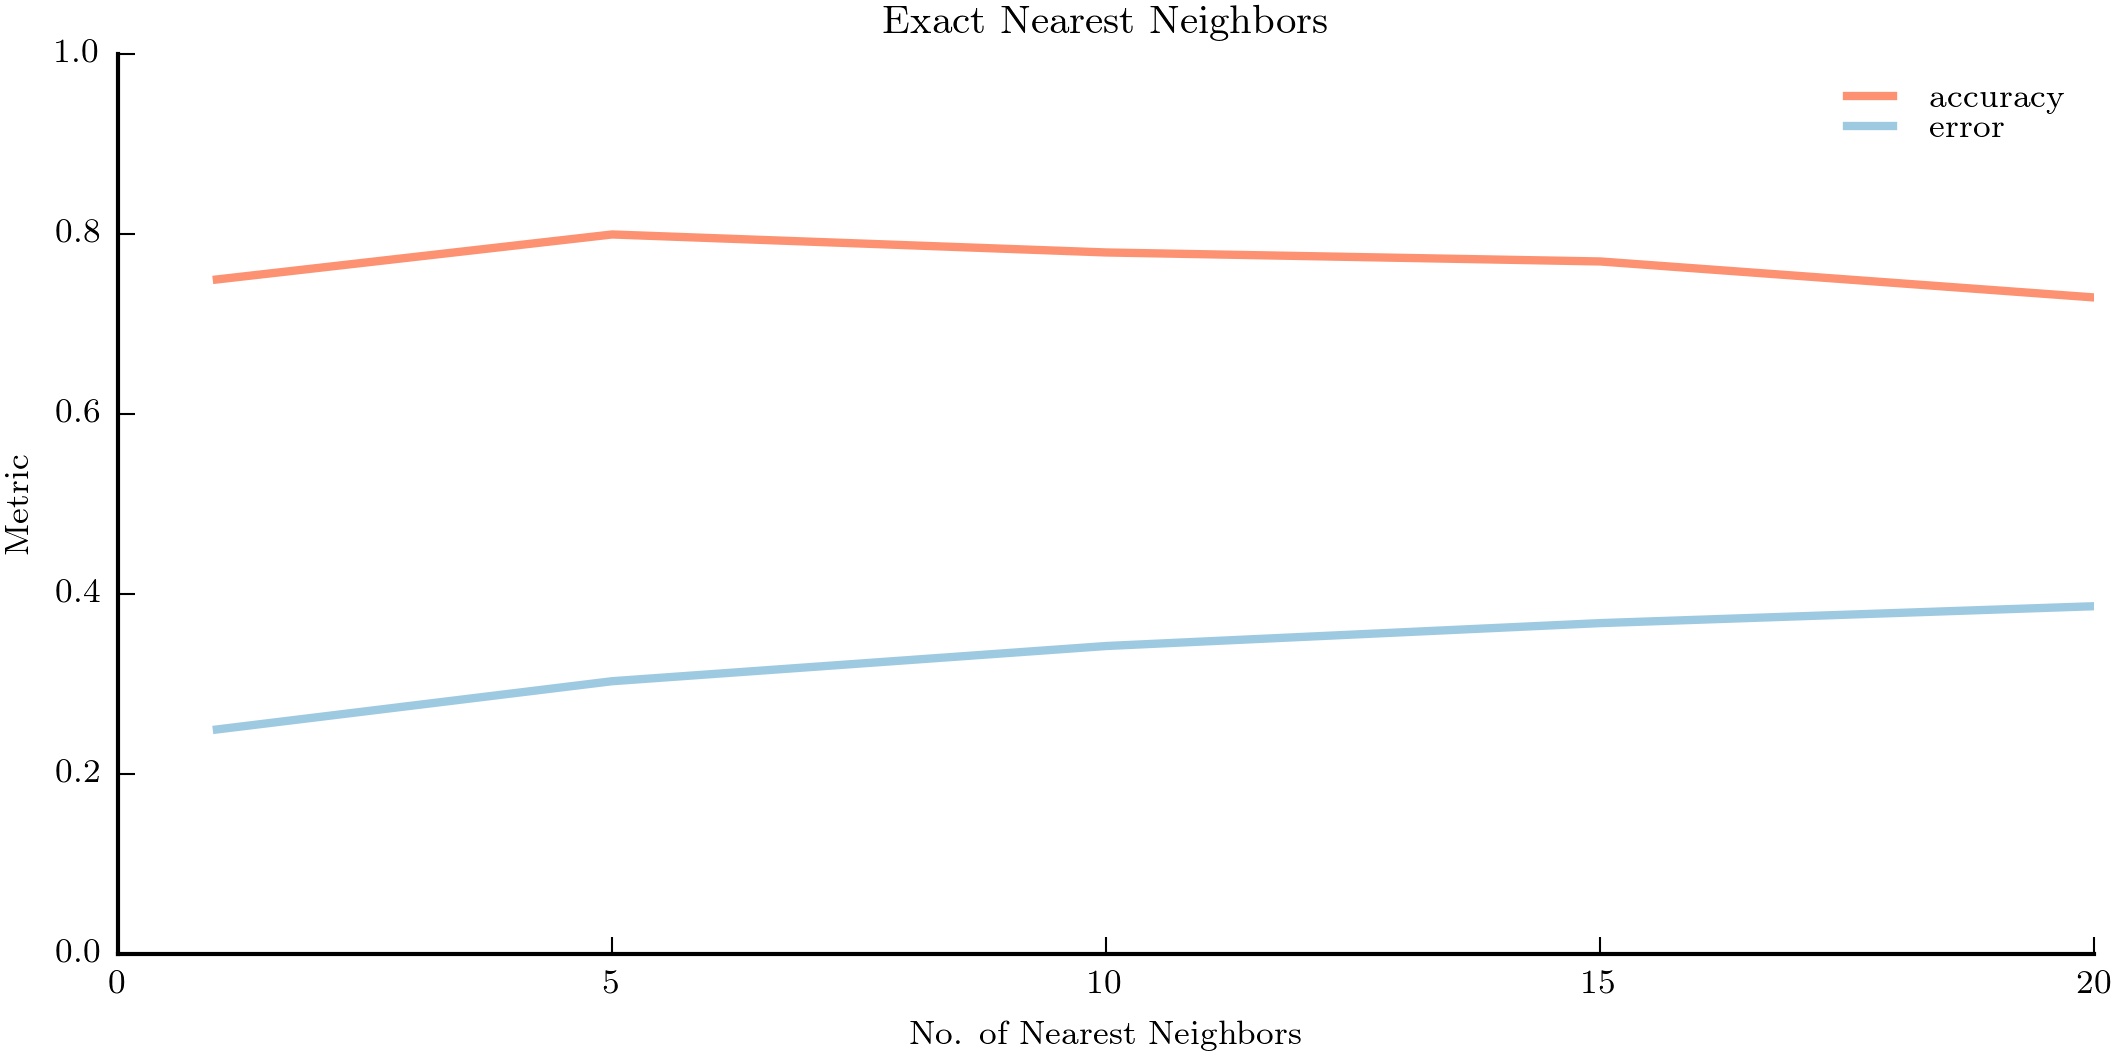 Exact Nearest Neighbors
1.0
0.8
0.6
0.4
0.2
0.0
Metric
accuracy
error
0 5 10 15 20
No. of Nearest Neighbors